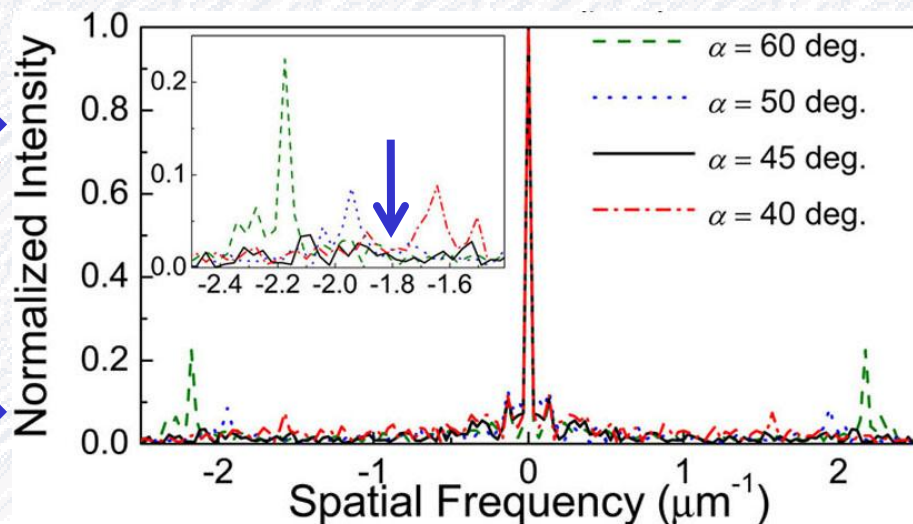 1.0
0.8
0.6
0.4
0.2
0.0
Normalized Intensity
0.2
0.1
0.0
-2.4 -2.2 -2.0 -1.8 -1.6
α = 60 deg.
α = 50 deg.
α = 45 deg.
α = 40 deg.
-2 -1 0 1 2
Spatial Frequency (μm⁻¹)